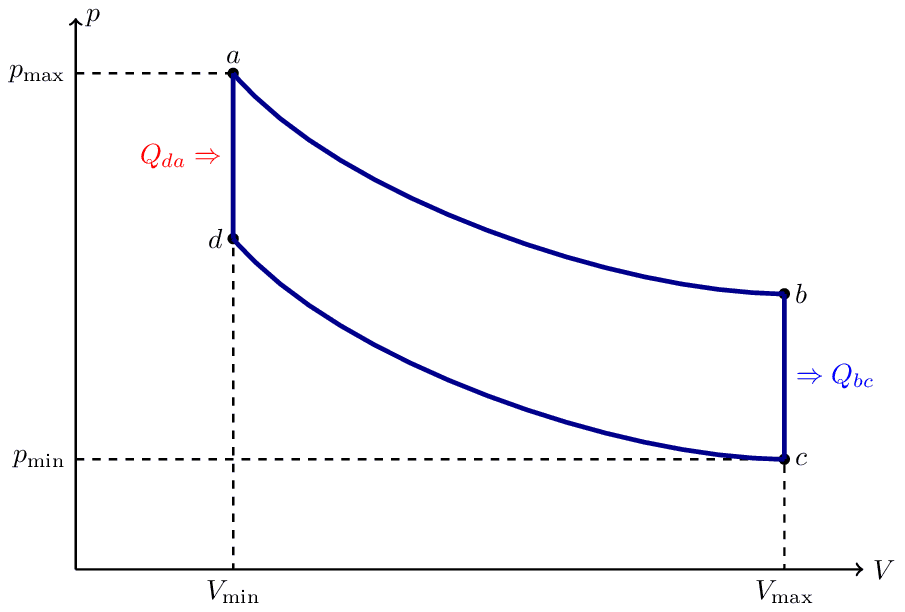 p
a
p_max
Q_da ⇒
d
b
⇒ Q_bc
p_min
c
V
V_min
V_max